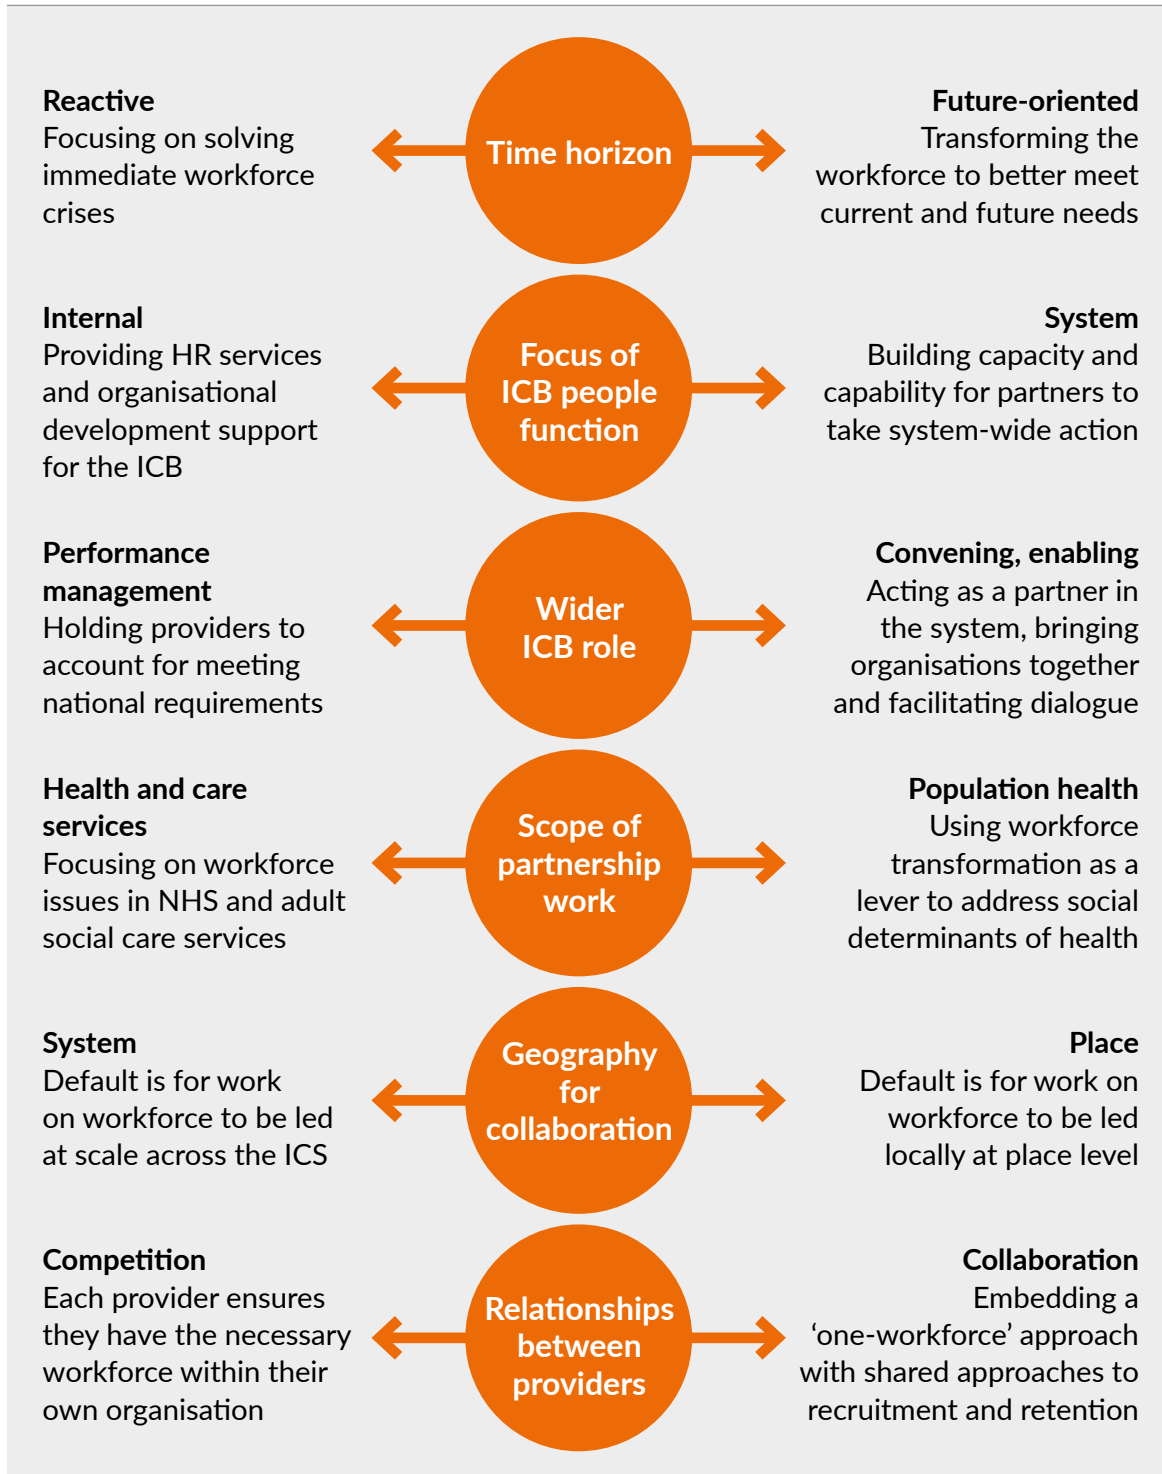 Reactive
Focusing on solving
immediate workforce
crises
Time horizon
Future-oriented
Transforming the
workforce to better meet
current and future needs
Internal
Providing HR services
and organisational
development support
for the ICB
Focus of
ICB people
function
System
Building capacity and
capability for partners to
take system-wide action
Performance
management
Holding providers to
account for meeting
national requirements
Wider
ICB role
Convening, enabling
Acting as a partner in
the system, bringing
organisations together
and facilitating dialogue
Health and care
services
Focusing on workforce
issues in NHS and adult
social care services
Scope of
partnership
work
Population health
Using workforce
transformation as a
lever to address social
determinants of health
System
Default is for work
on workforce to be led
at scale across the ICS
Geography
for
collaboration
Place
Default is for work on
workforce to be led
locally at place level
Competition
Each provider ensures
they have the necessary
workforce within their
own organisation
Relationships
between
providers
Collaboration
Embedding a
‘one-workforce’ approach
with shared approaches to
recruitment and retention